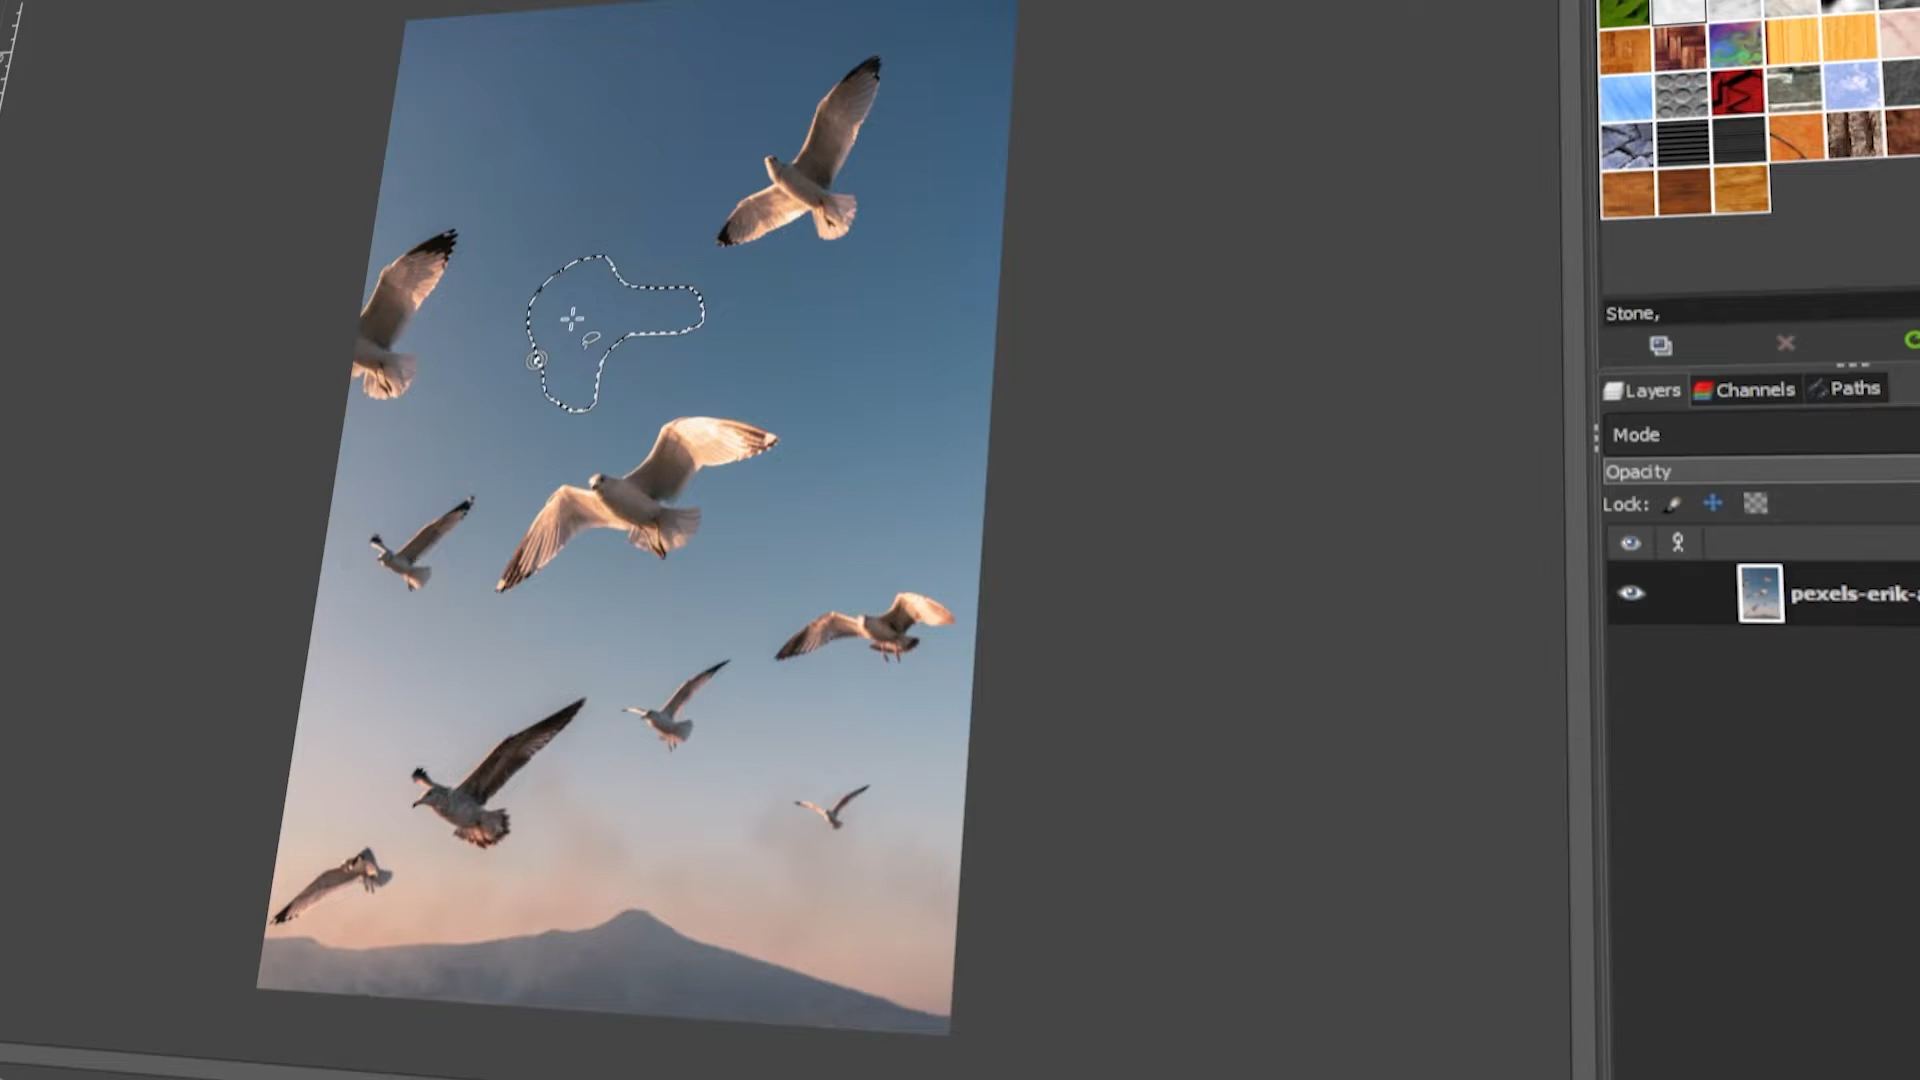 Stone,
Layers Channels Paths
Mode
Opacity
Lock:
pexels-erik-